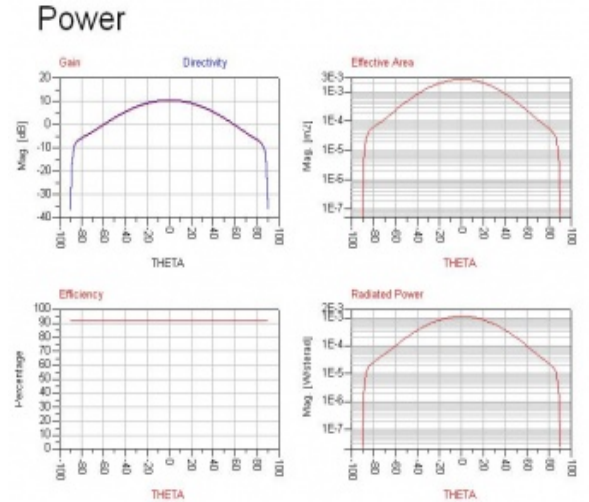 Power
Gain Directivity
20
10
0
-10
-20
-30
-40
Mag. [dB]
-100 -80 -60 -40 -20 0 20 40 60 80 100
THETA
Effective Area
3E-3
1E-3
1E-4
1E-5
1E-6
1E-7
Mag. [m2]
-100 -80 -60 -40 -20 0 20 40 60 80 100
THETA
Efficiency
100
90
80
70
60
50
40
30
20
10
0
Percentage
-100 -80 -60 -40 -20 0 20 40 60 80 100
THETA
Radiated Power
2E-3
1E-3
1E-4
1E-5
1E-6
1E-7
Mag. [W/sterad]
-100 -80 -60 -40 -20 0 20 40 60 80 100
THETA